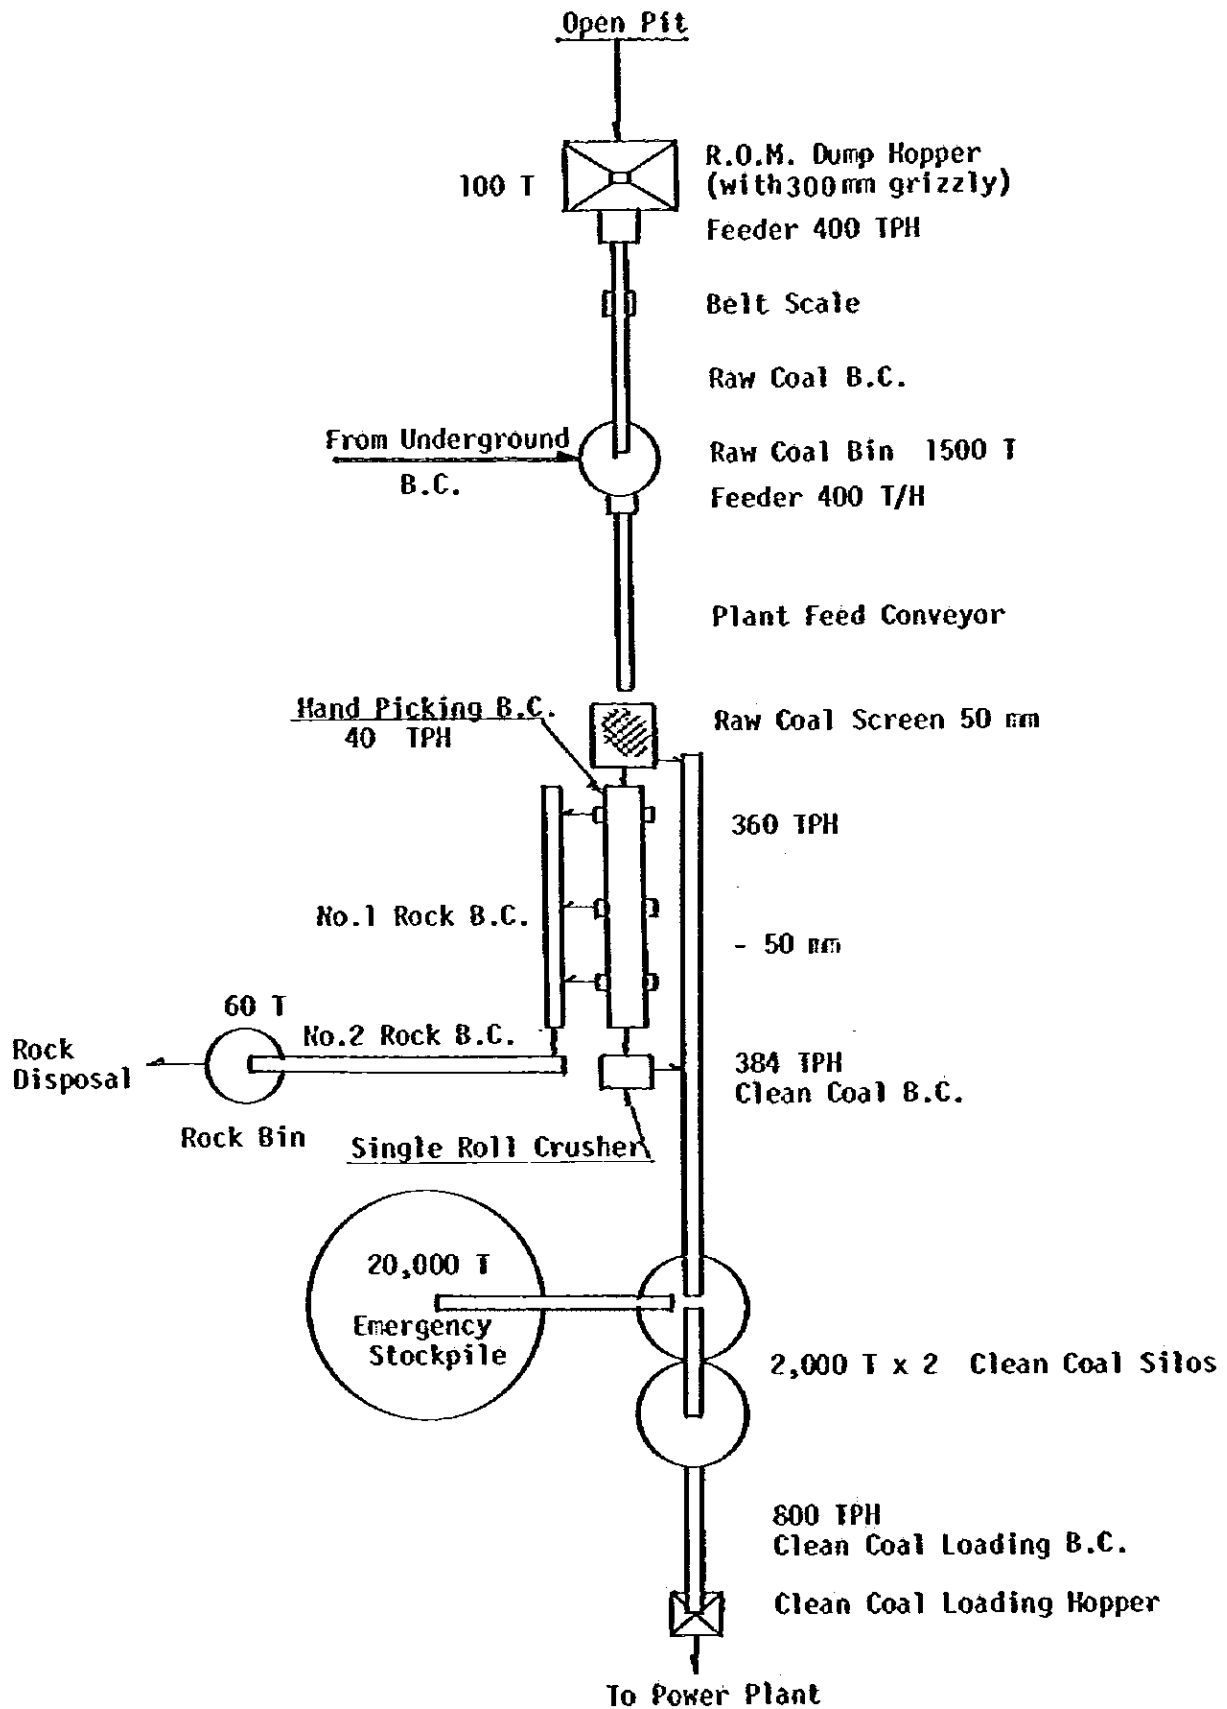 Open Pit
100 T
R.O.M. Dump Hopper
(with 300 mm grizzly)
Feeder 400 TPH
Belt Scale
Raw Coal B.C.
From Underground
B.C.
Raw Coal Bin 1500 T
Feeder 400 T/H
Plant Feed Conveyor
Hand Picking B.C.
40 TPH
Raw Coal Screen 50 mm
360 TPH
No.1 Rock B.C.
- 50 mm
60 T
No.2 Rock B.C.
Rock
Disposal
384 TPH
Clean Coal B.C.
Rock Bin
Single Roll Crusher
20,000 T
Emergency
Stockpile
2,000 T x 2 Clean Coal Silos
800 TPH
Clean Coal Loading B.C.
Clean Coal Loading Hopper
To Power Plant